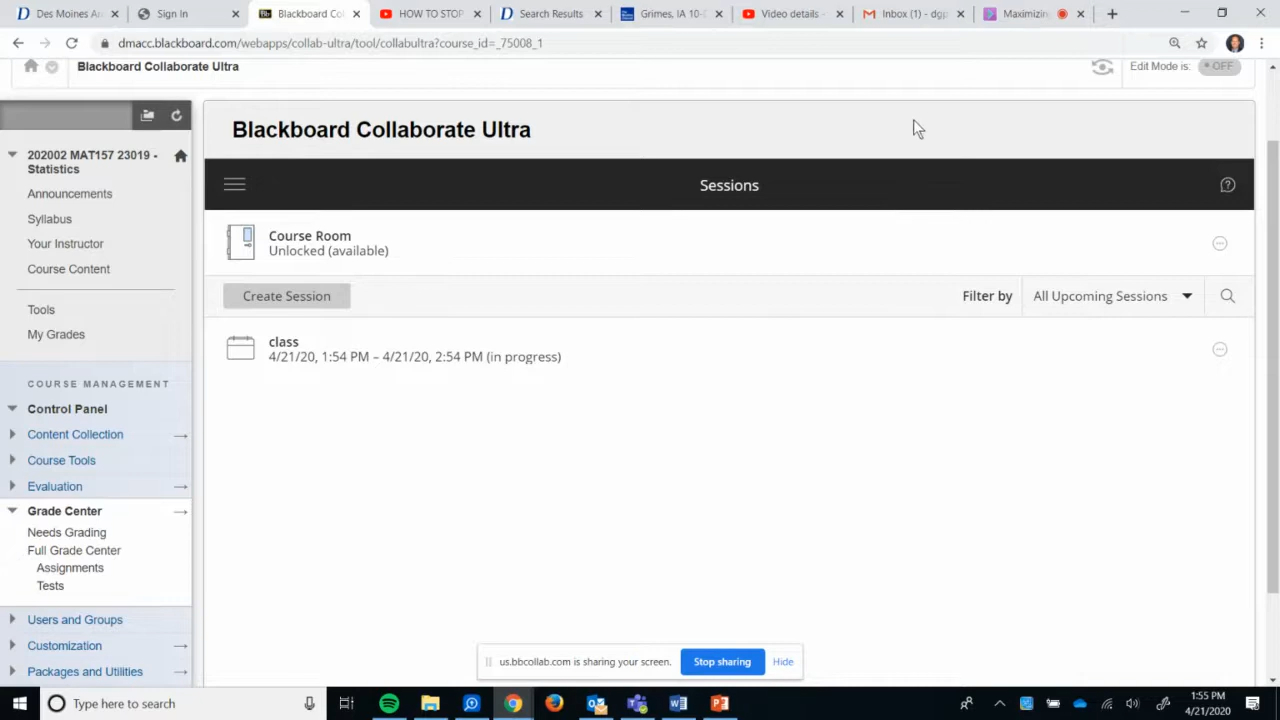 Des Moines Ar
Sign In
Blackboard Col
HOW TO STOP
Search Results
Grimes, IA 10-D
Video details -
Inbox (1) - dgp
Maximizing
dmacc.blackboard.com/webapps/collab-ultra/tool/collabultra?course_id=_75008_1
Blackboard Collaborate Ultra
Edit Mode is: OFF
202002 MAT157 23019 -
Statistics
Announcements
Syllabus
Your Instructor
Course Content
Tools
My Grades
COURSE MANAGEMENT
Control Panel
Content Collection
Course Tools
Evaluation
Grade Center
Needs Grading
Full Grade Center
Assignments
Tests
Users and Groups
Customization
Packages and Utilities
Blackboard Collaborate Ultra
Sessions
Course Room
Unlocked (available)
Create Session
Filter by
All Upcoming Sessions
class
4/21/20, 1:54 PM – 4/21/20, 2:54 PM (in progress)
us.bbcollab.com is sharing your screen.
Stop sharing
Hide
Type here to search
1:55 PM
4/21/2020